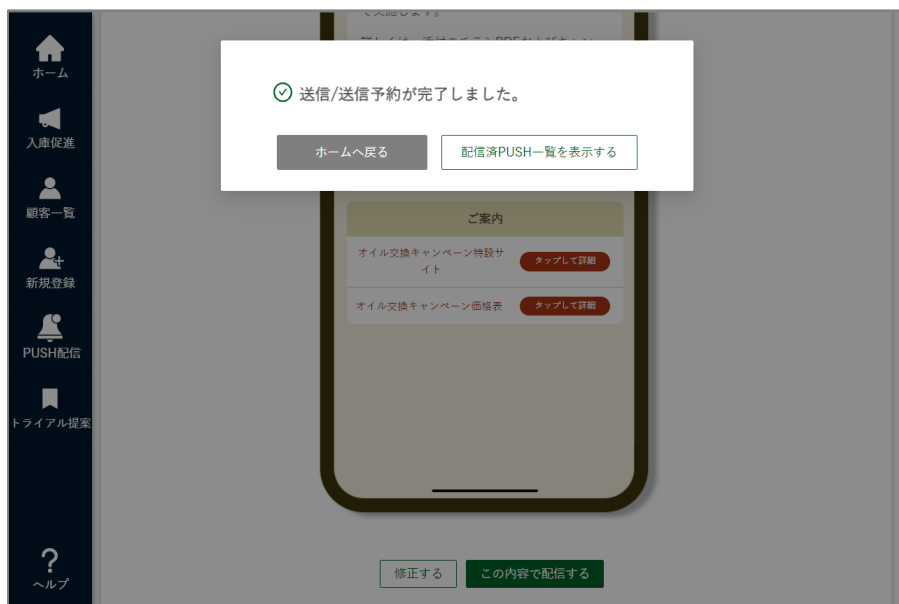 ホーム
入庫促進
顧客一覧
新規登録
PUSH配信
トライアル提案
ヘルプ
送信/送信予約が完了しました。
ホームへ戻る
配信済PUSH一覧を表示する
ご案内
オイル交換キャンペーン特設サ
イト
タップして詳細
オイル交換キャンペーン価格表
タップして詳細
修正する
この内容で配信する